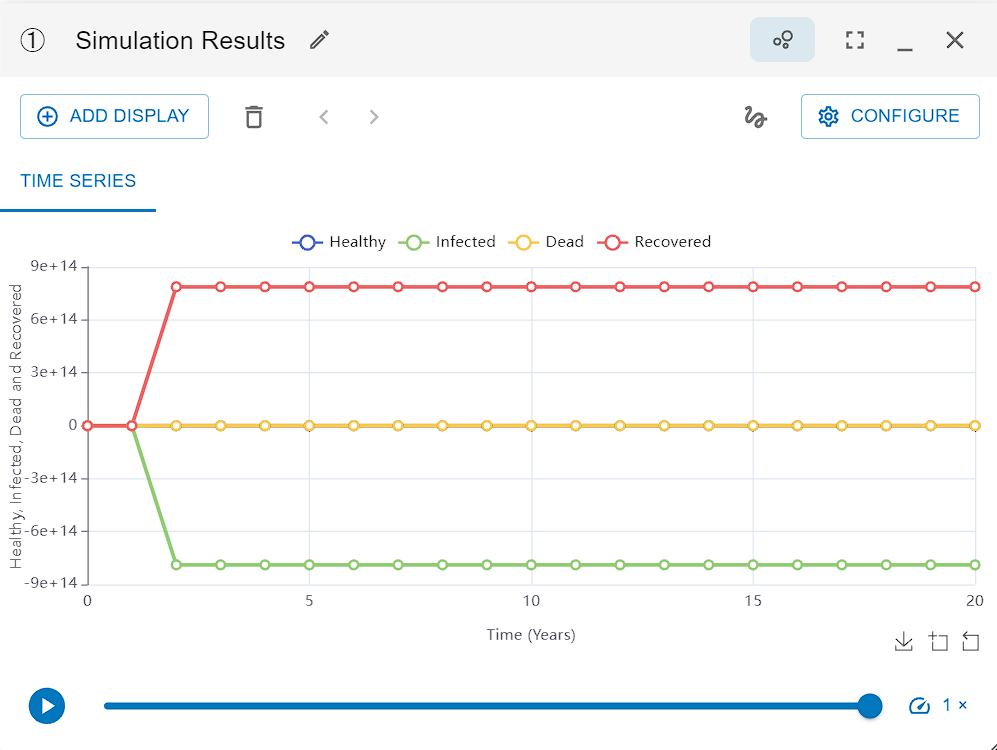 ① Simulation Results
ADD DISPLAY
CONFIGURE
TIME SERIES
Healthy Infected Dead Recovered
Healthy, Infected, Dead and Recovered
9e+14
6e+14
3e+14
0
-3e+14
-6e+14
-9e+14
0 5 10 15 20
Time (Years)
1 ×